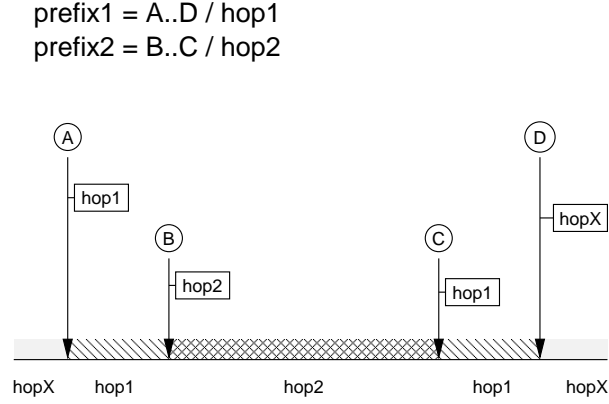 prefix1 = A..D / hop1
prefix2 = B..C / hop2
A
D
hop1
hopX
B
C
hop2
hop1
hopX hop1 hop2 hop1 hopX